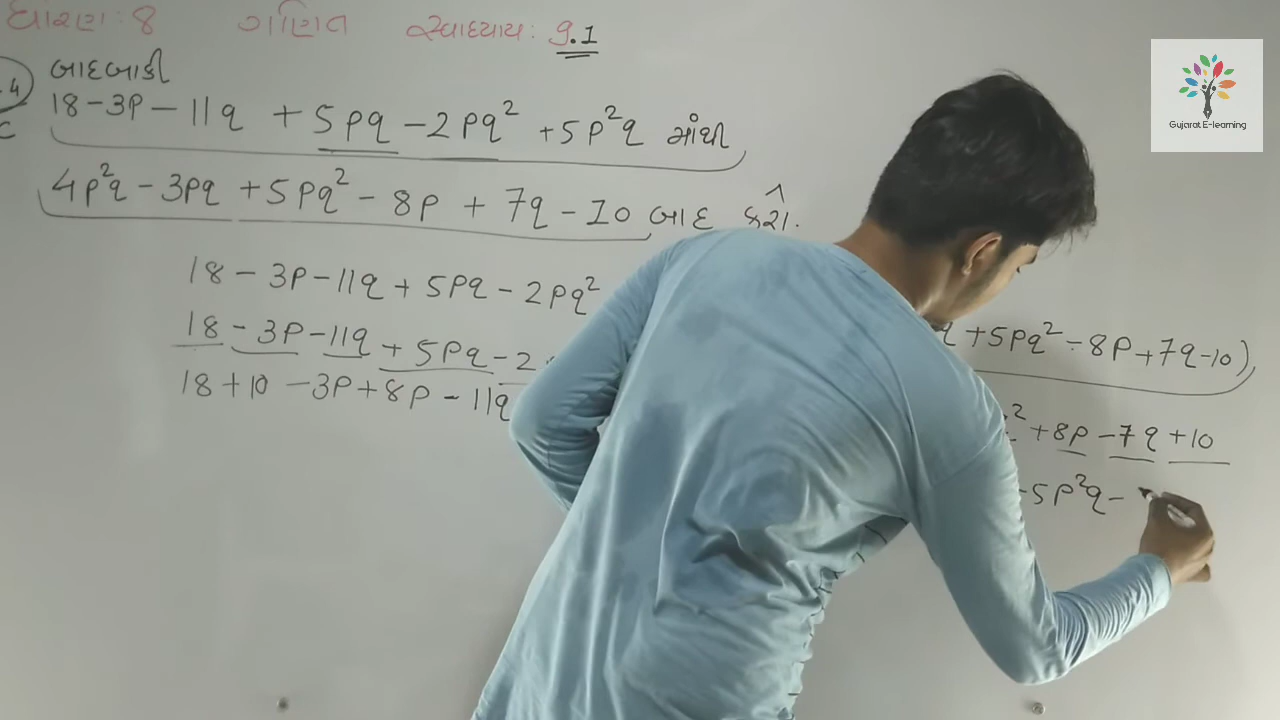 ધોરણ: 8 ગણિત સ્વાધ્યાય: 9.1
4 બાદબાકી
C 18 - 3p - 11q + 5pq - 2pq² + 5p²q માંથી
4p²q - 3pq + 5pq² - 8p + 7q - 10 બાદ કરો.
18 - 3p - 11q + 5pq - 2pq² q + 5pq² - 8p + 7q - 10)
18 - 3p - 11q + 5pq - 2 ² + 8p - 7q + 10
18 + 10 - 3p + 8p - 11q - 5p²q -
Gujarat E-learning